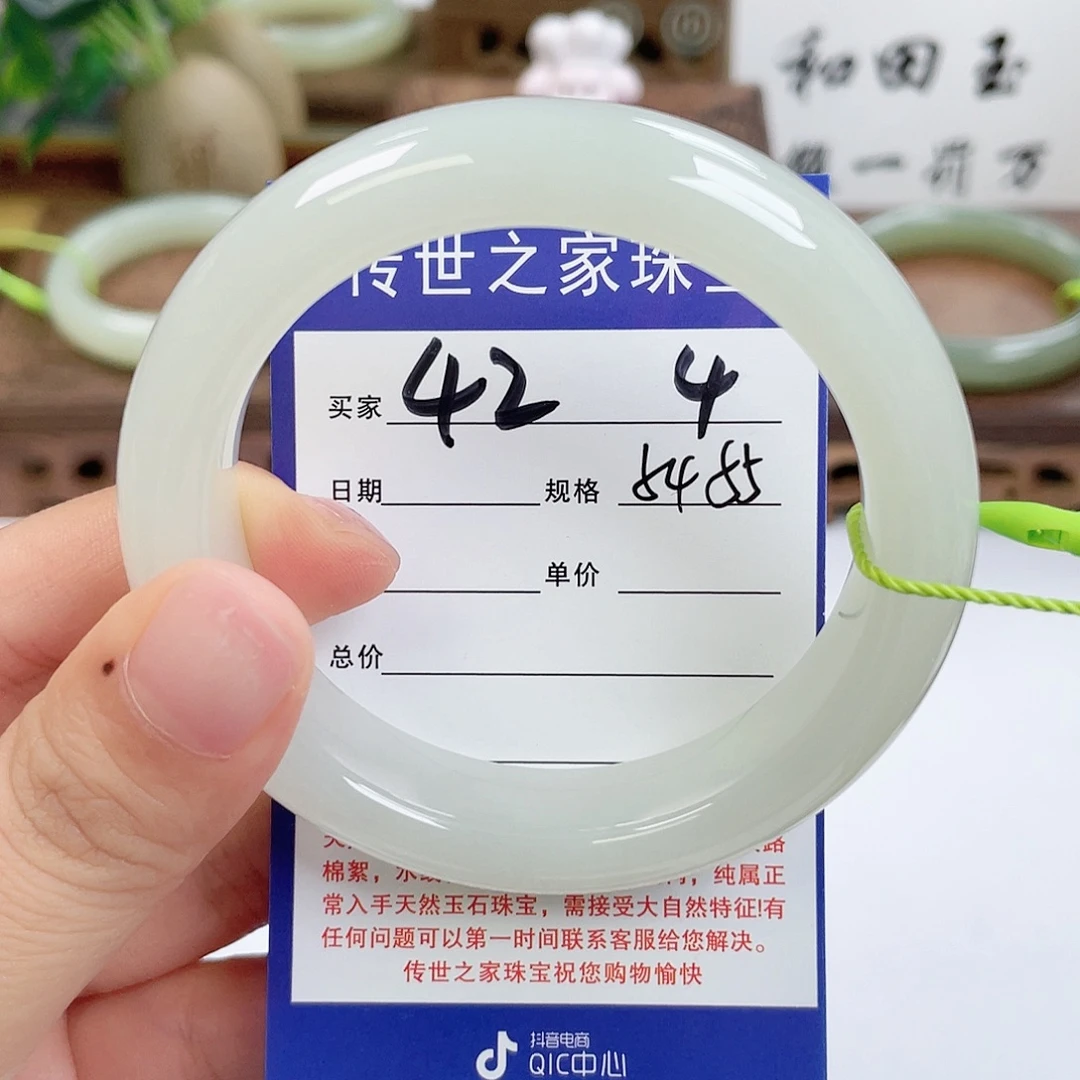 和田玉
一斤万
传世之家珠
买家 42 4
日期 规格 5485
单价
总价
棉絮，
，纯属正
常入手天然玉石珠宝，需接受大自然特征!有
任何问题可以第一时间联系客服给您解决。
传世之家珠宝祝您购物愉快
抖音电商
QIC中心